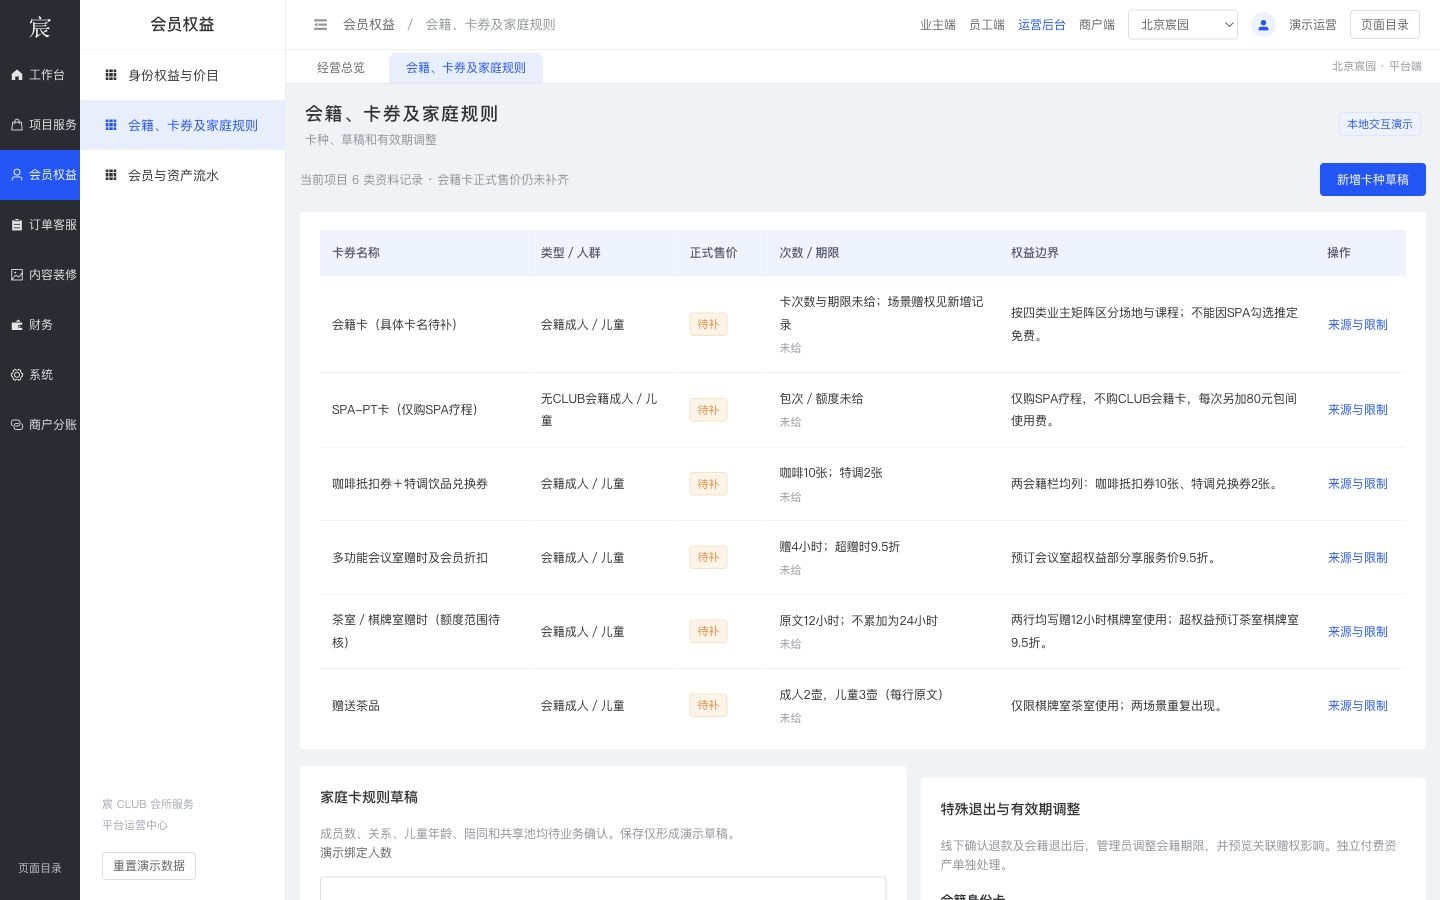 宸
工作台
项目服务
会员权益
订单客服
内容装修
财务
系统
商户分账
页面目录
会员权益
身份权益与价目
会籍、卡券及家庭规则
会员与资产流水
宸 CLUB 会所服务
平台运营中心
重置演示数据
会员权益 / 会籍、卡券及家庭规则
业主端 员工端 运营后台 商户端 北京宸园 演示运营 页面目录
经营总览 会籍、卡券及家庭规则 北京宸园 · 平台端
会籍、卡券及家庭规则
卡种、草稿和有效期调整
本地交互演示
当前项目 6 类资料记录 · 会籍卡正式售价仍未补齐
新增卡种草稿
卡券名称 类型 / 人群 正式售价 次数 / 期限 权益边界 操作
会籍卡（具体卡名待补） 会籍成人 / 儿童 待补
卡次数与期限未给；场景赠权见新增记
录
未给
按四类业主矩阵区分场地与课程；不能因SPA勾选推定
免费。
来源与限制
SPA-PT卡（仅购SPA疗程）
无CLUB会籍成人 / 儿
童
待补
包次 / 额度未给
未给
仅购SPA疗程，不购CLUB会籍卡，每次另加80元包间
使用费。
来源与限制
咖啡抵扣券＋特调饮品兑换券 会籍成人 / 儿童 待补
咖啡10张；特调2张
未给
两会籍栏均列：咖啡抵扣券10张、特调兑换券2张。
来源与限制
多功能会议室赠时及会员折扣 会籍成人 / 儿童 待补
赠4小时；超赠时9.5折
未给
预订会议室超权益部分享服务价9.5折。
来源与限制
茶室 / 棋牌室赠时（额度范围待
核）
会籍成人 / 儿童 待补
原文12小时；不累加为24小时
未给
两行均写赠12小时棋牌室使用；超权益预订茶室棋牌室
9.5折。
来源与限制
赠送茶品 会籍成人 / 儿童 待补
成人2壶，儿童3壶（每行原文）
未给
仅限棋牌室茶室使用；两场景重复出现。
来源与限制
家庭卡规则草稿
成员数、关系、儿童年龄、陪同和共享池均待业务确认。保存仅形成演示草稿。
演示绑定人数
特殊退出与有效期调整
线下确认退款及会籍退出后，管理员调整会籍期限，并预览关联赠权影响。独立付费资
产单独处理。
会籍身份卡